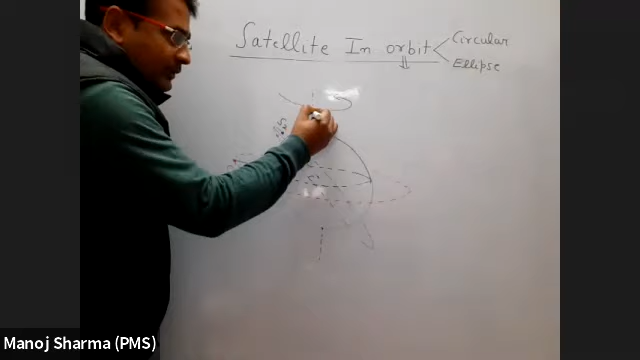 Satellite In orbit
Circular
Ellipse
Manoj Sharma (PMS)